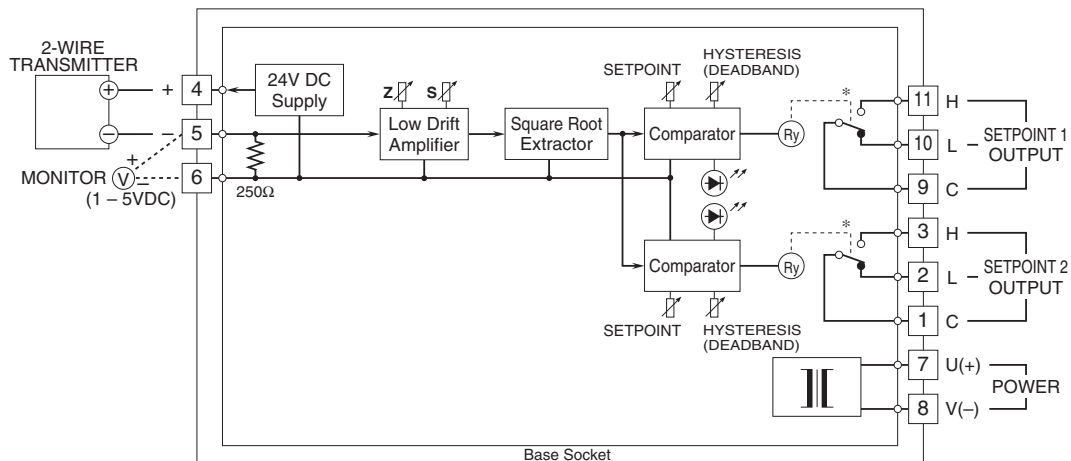 2-WIRE
TRANSMITTER
+
–
+
–
4
5
6
+
–
MONITOR
V
(1 – 5VDC)
24V DC
Supply
250Ω
Z
S
Low Drift
Amplifier
Square Root
Extractor
SETPOINT
HYSTERESIS
(DEADBAND)
Comparator
Ry
*
11 H
10 L
9 C
SETPOINT 1
OUTPUT
Comparator
Ry
*
3 H
2 L
1 C
SETPOINT 2
OUTPUT
SETPOINT
HYSTERESIS
(DEADBAND)
7 U(+)
8 V(–)
POWER
Base Socket